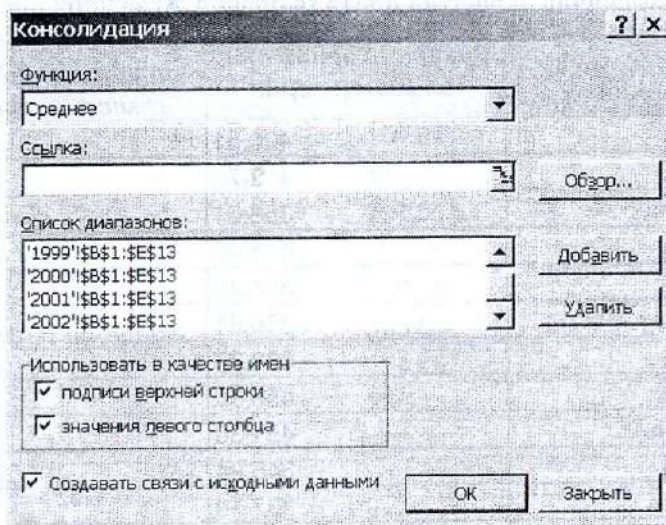 Консолидация
Функция:
Среднее
Ссылка:
Обзор...
Список диапазонов:
'1999'!$B$1:$E$13
'2000'!$B$1:$E$13
'2001'!$B$1:$E$13
'2002'!$B$1:$E$13
Добавить
Удалить
Использовать в качестве имен
подписи верхней строки
значения левого столбца
Создавать связи с исходными данными
ОК
Закрыть